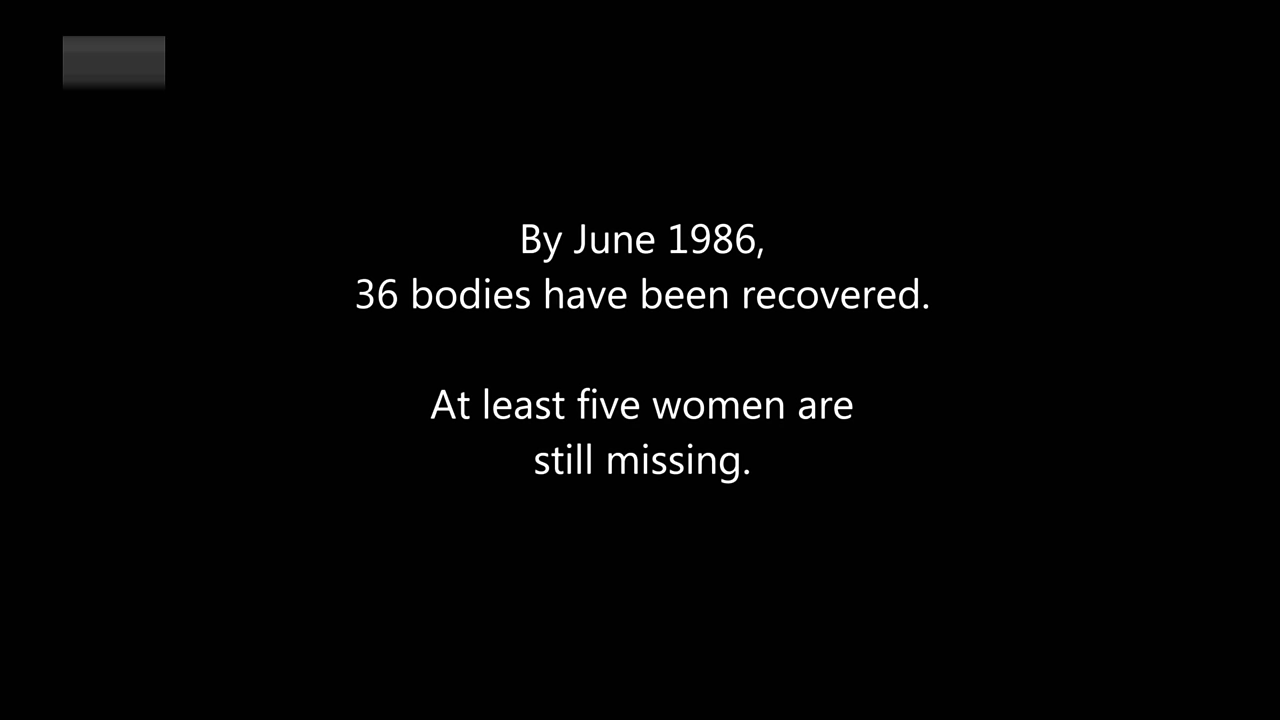 By June 1986,
36 bodies have been recovered.
At least five women are
still missing.